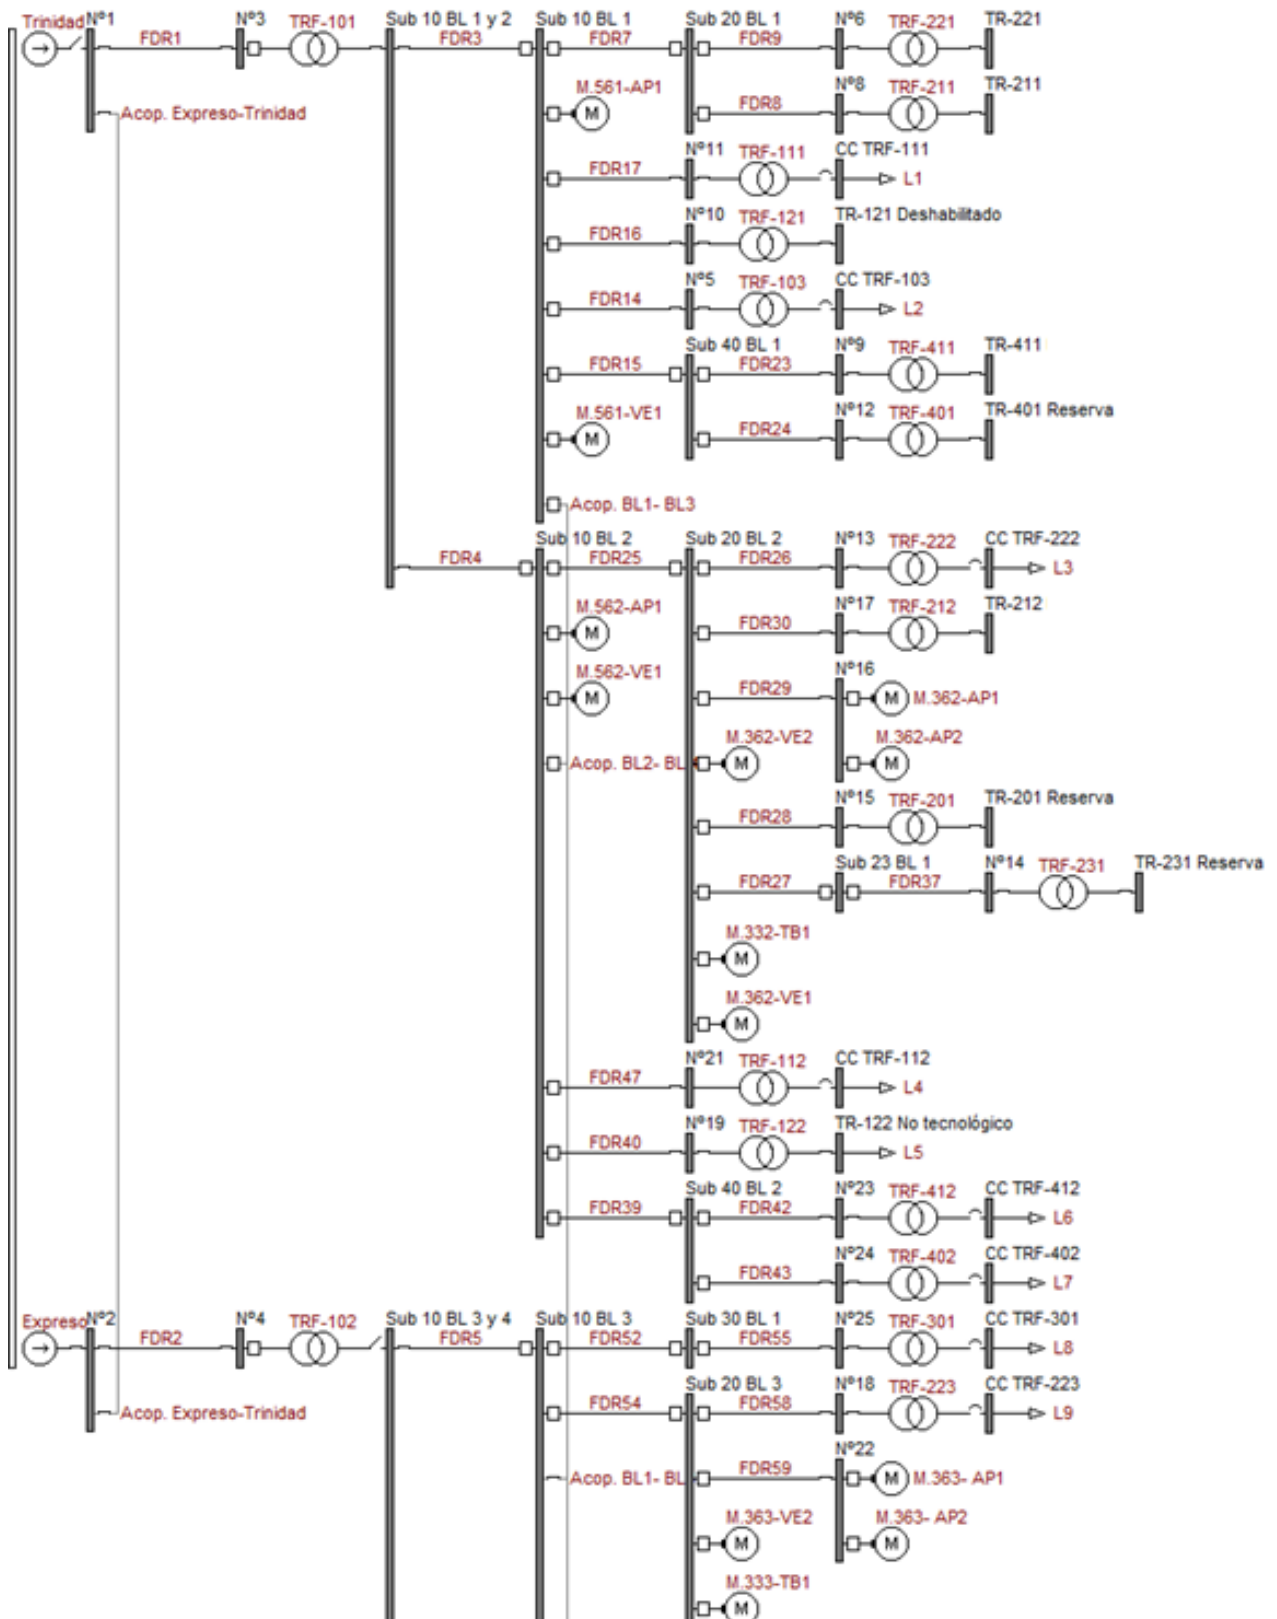 Trinidad Nº1 Nº3 TRF-101 Sub 10 BL 1 y 2 Sub 10 BL 1 Sub 20 BL 1 Nº6 TRF-221 TR-221
FDR1 FDR3 FDR7 FDR9
M.561-AP1 Nº8 TRF-211 TR-211
Acop. Expreso-Trinidad M FDR8
Nº11 TRF-111 CC TRF-111
FDR17 L1
Nº10 TRF-121 TR-121 Deshabilitado
FDR16
Nº5 TRF-103 CC TRF-103
FDR14 L2
Sub 40 BL 1 Nº9 TRF-411 TR-411
FDR15 FDR23
M.561-VE1 Nº12 TRF-401 TR-401 Reserva
M FDR24
Acop. BL1- BL3
Sub 10 BL 2 Sub 20 BL 2 Nº13 TRF-222 CC TRF-222
FDR4 FDR25 FDR26 L3
M.562-AP1 Nº17 TRF-212 TR-212
M FDR30
M.562-VE1 Nº16
M FDR29 M M.362-AP1
M.362-VE2 M.362-AP2
Acop. BL2- BL M M
Nº15 TRF-201 TR-201 Reserva
FDR28
Sub 23 BL 1 Nº14 TRF-231 TR-231 Reserva
FDR27 FDR37
M.332-TB1
M
M.362-VE1
M
Nº21 TRF-112 CC TRF-112
FDR47 L4
Nº19 TRF-122 TR-122 No tecnológico
FDR40 L5
Sub 40 BL 2 Nº23 TRF-412 CC TRF-412
FDR39 FDR42 L6
Nº24 TRF-402 CC TRF-402
FDR43 L7
Expreso Nº2 Nº4 TRF-102 Sub 10 BL 3 y 4 Sub 10 BL 3 Sub 30 BL 1 Nº25 TRF-301 CC TRF-301
FDR2 FDR5 FDR52 FDR55 L8
Sub 20 BL 3 Nº18 TRF-223 CC TRF-223
Acop. Expreso-Trinidad FDR54 FDR58 L9
Nº22
Acop. BL1- BL FDR59 M M.363- AP1
M.363-VE2 M.363- AP2
M M
M.333-TB1
M